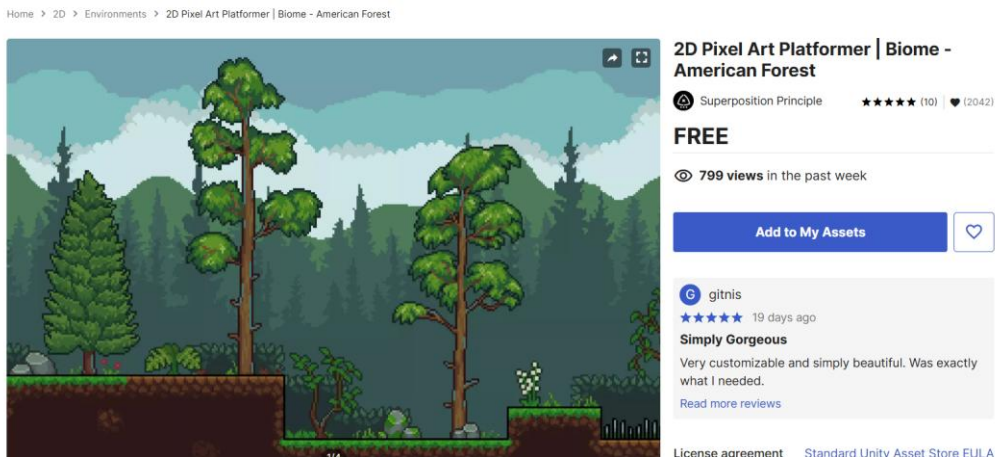 Home > 2D > Environments > 2D Pixel Art Platformer | Biome - American Forest
2D Pixel Art Platformer | Biome -
American Forest
Superposition Principle ★★★★★ (10) | ♥ (2042)
FREE
799 views in the past week
Add to My Assets
G gitnis
★★★★★ 19 days ago
Simply Gorgeous
Very customizable and simply beautiful. Was exactly
what I needed.
Read more reviews
1/4
License agreement Standard Unity Asset Store EULA